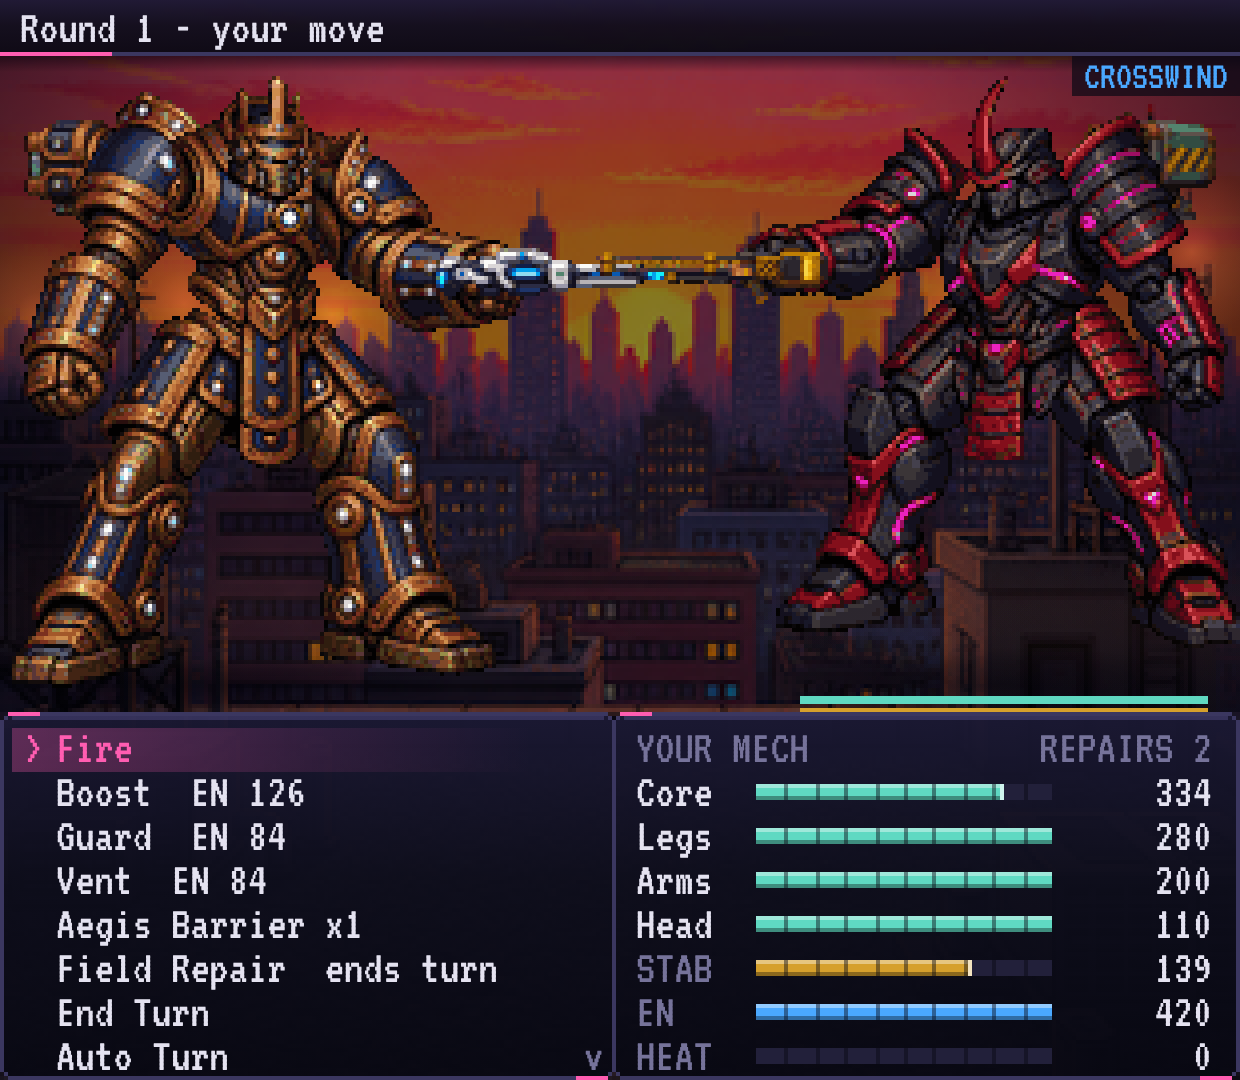 Round 1 - your move
CROSSWIND
> Fire
Boost EN 126
Guard EN 84
Vent EN 84
Aegis Barrier x1
Field Repair ends turn
End Turn
Auto Turn v
YOUR MECH REPAIRS 2
Core 334
Legs 280
Arms 200
Head 110
STAB 139
EN 420
HEAT 0